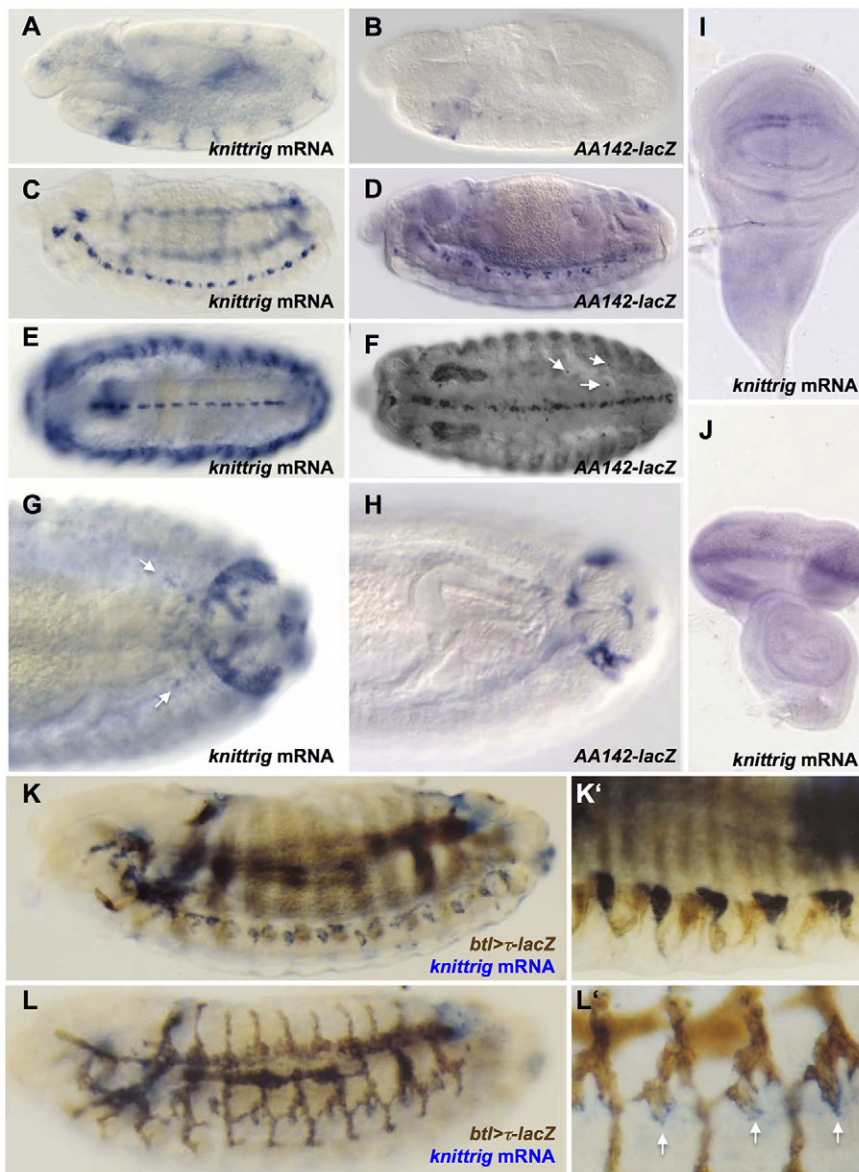 A
knittrig mRNA
B
AA142-lacZ
I
knittrig mRNA
C
knittrig mRNA
D
AA142-lacZ
E
knittrig mRNA
F
AA142-lacZ
G
knittrig mRNA
H
AA142-lacZ
J
knittrig mRNA
K
btl>τ-lacZ
knittrig mRNA
K‘
L
btl>τ-lacZ
knittrig mRNA
L‘